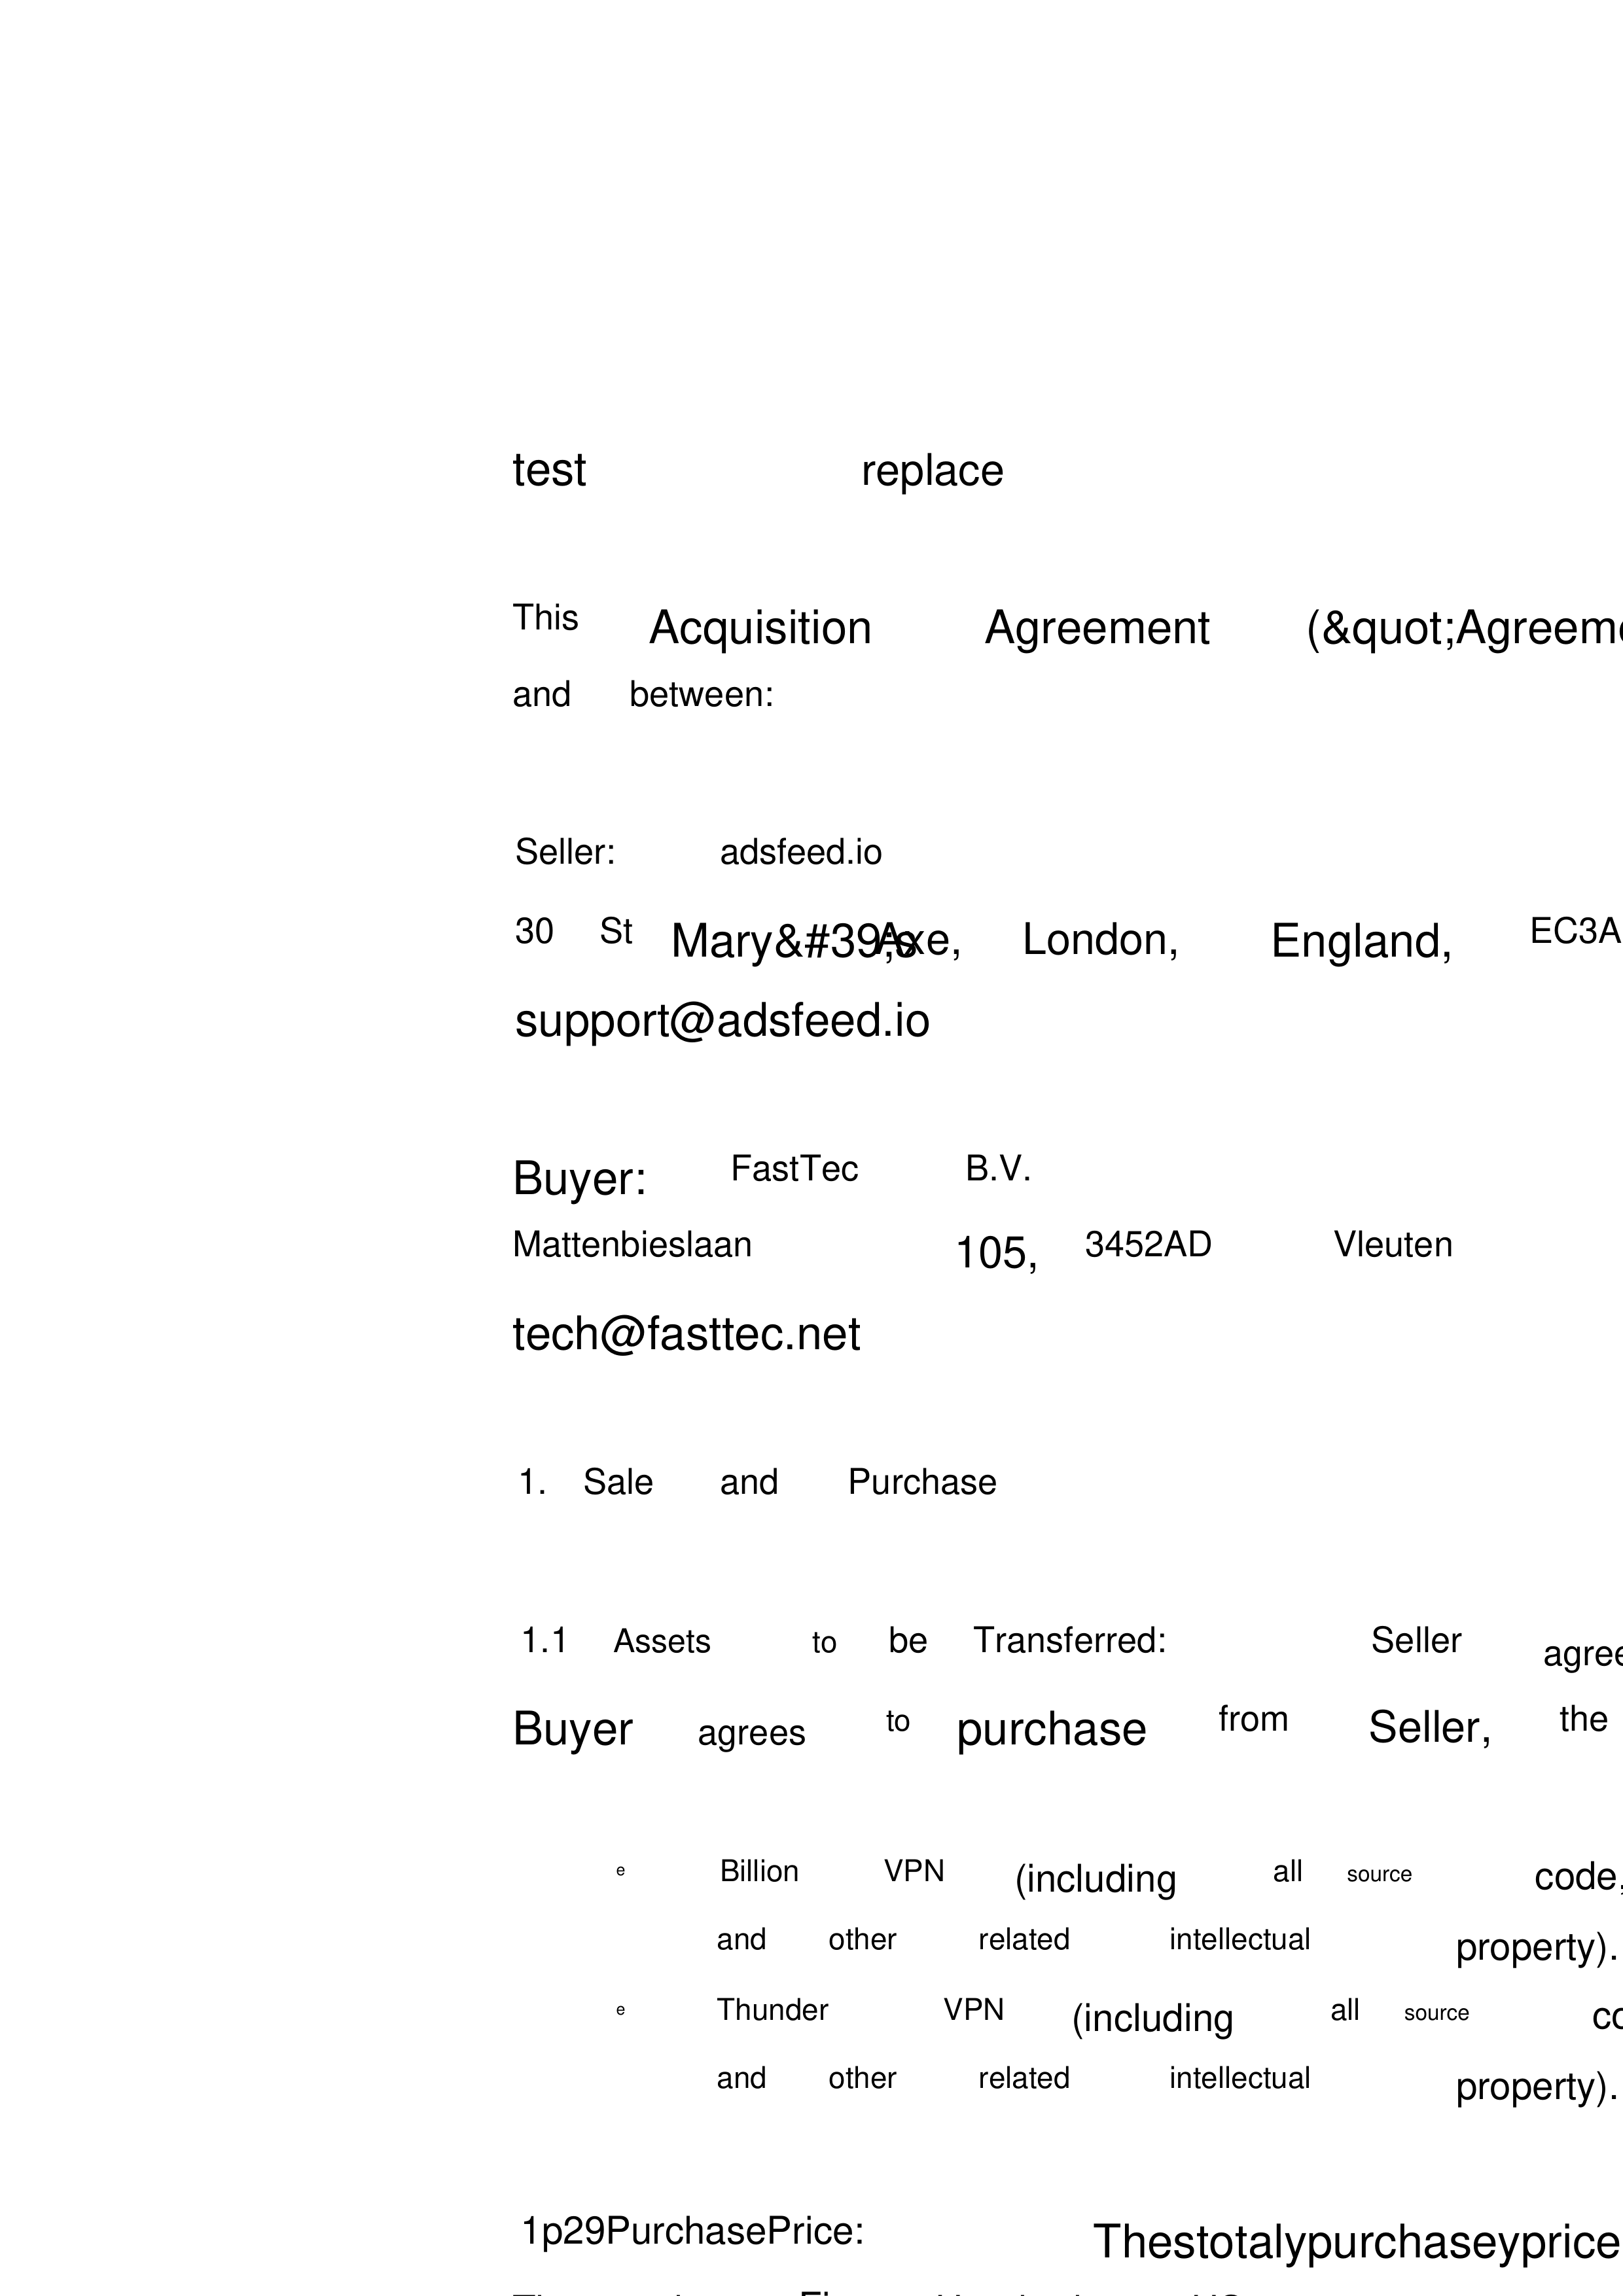 test replace
This Acquisition Agreement (&quot;Agreeme
and between:
Seller: adsfeed.io
30 St Mary&#39;s Axe, London, England, EC3A
support@adsfeed.io
Buyer: FastTec B.V.
Mattenbieslaan 105, 3452AD Vleuten
tech@fasttec.net
1. Sale and Purchase
1.1 Assets to be Transferred: Seller agree
Buyer agrees to purchase from Seller, the
e Billion VPN (including all source code,
and other related intellectual property).
e Thunder VPN (including all source co
and other related intellectual property).
1p29PurchasePrice: Thestotalypurchaseyprice